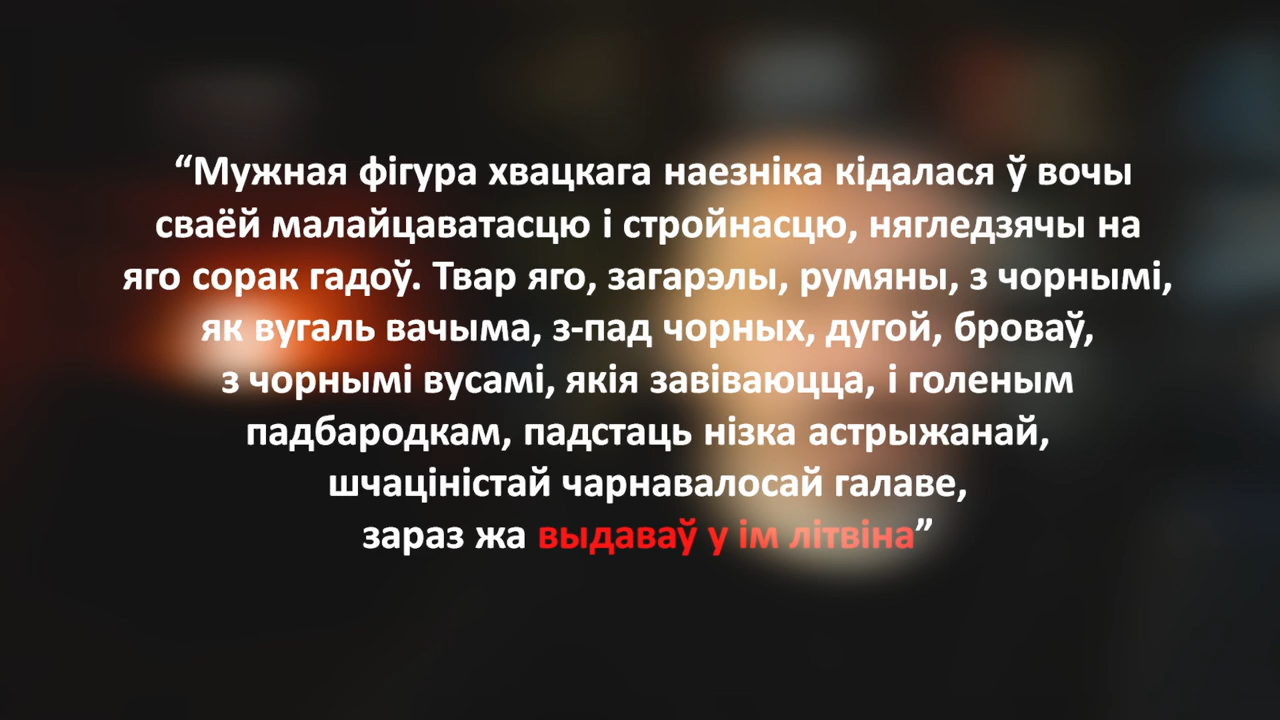 “Мужная фігура хвацкага наезніка кідалася ў вочы
сваёй малайцаватасцю і стройнасцю, нягледзячы на
яго сорак гадоў. Твар яго, загарэлы, румяны, з чорнымі,
як вугаль вачыма, з-пад чорных, дугой, броваў,
з чорнымі вусамі, якія завіваюцца, і голеным
падбародкам, падстаць нізка астрыжанай,
шчаціністай чарнавалосай галаве,
зараз жа выдаваў у ім літвіна”